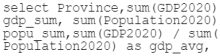 select Province,sum(GDP2020)
gdp_sum, sum(Population2020)
popu_sum,sum(GDP2020) / sum(
Population2020) as gdp_avg,